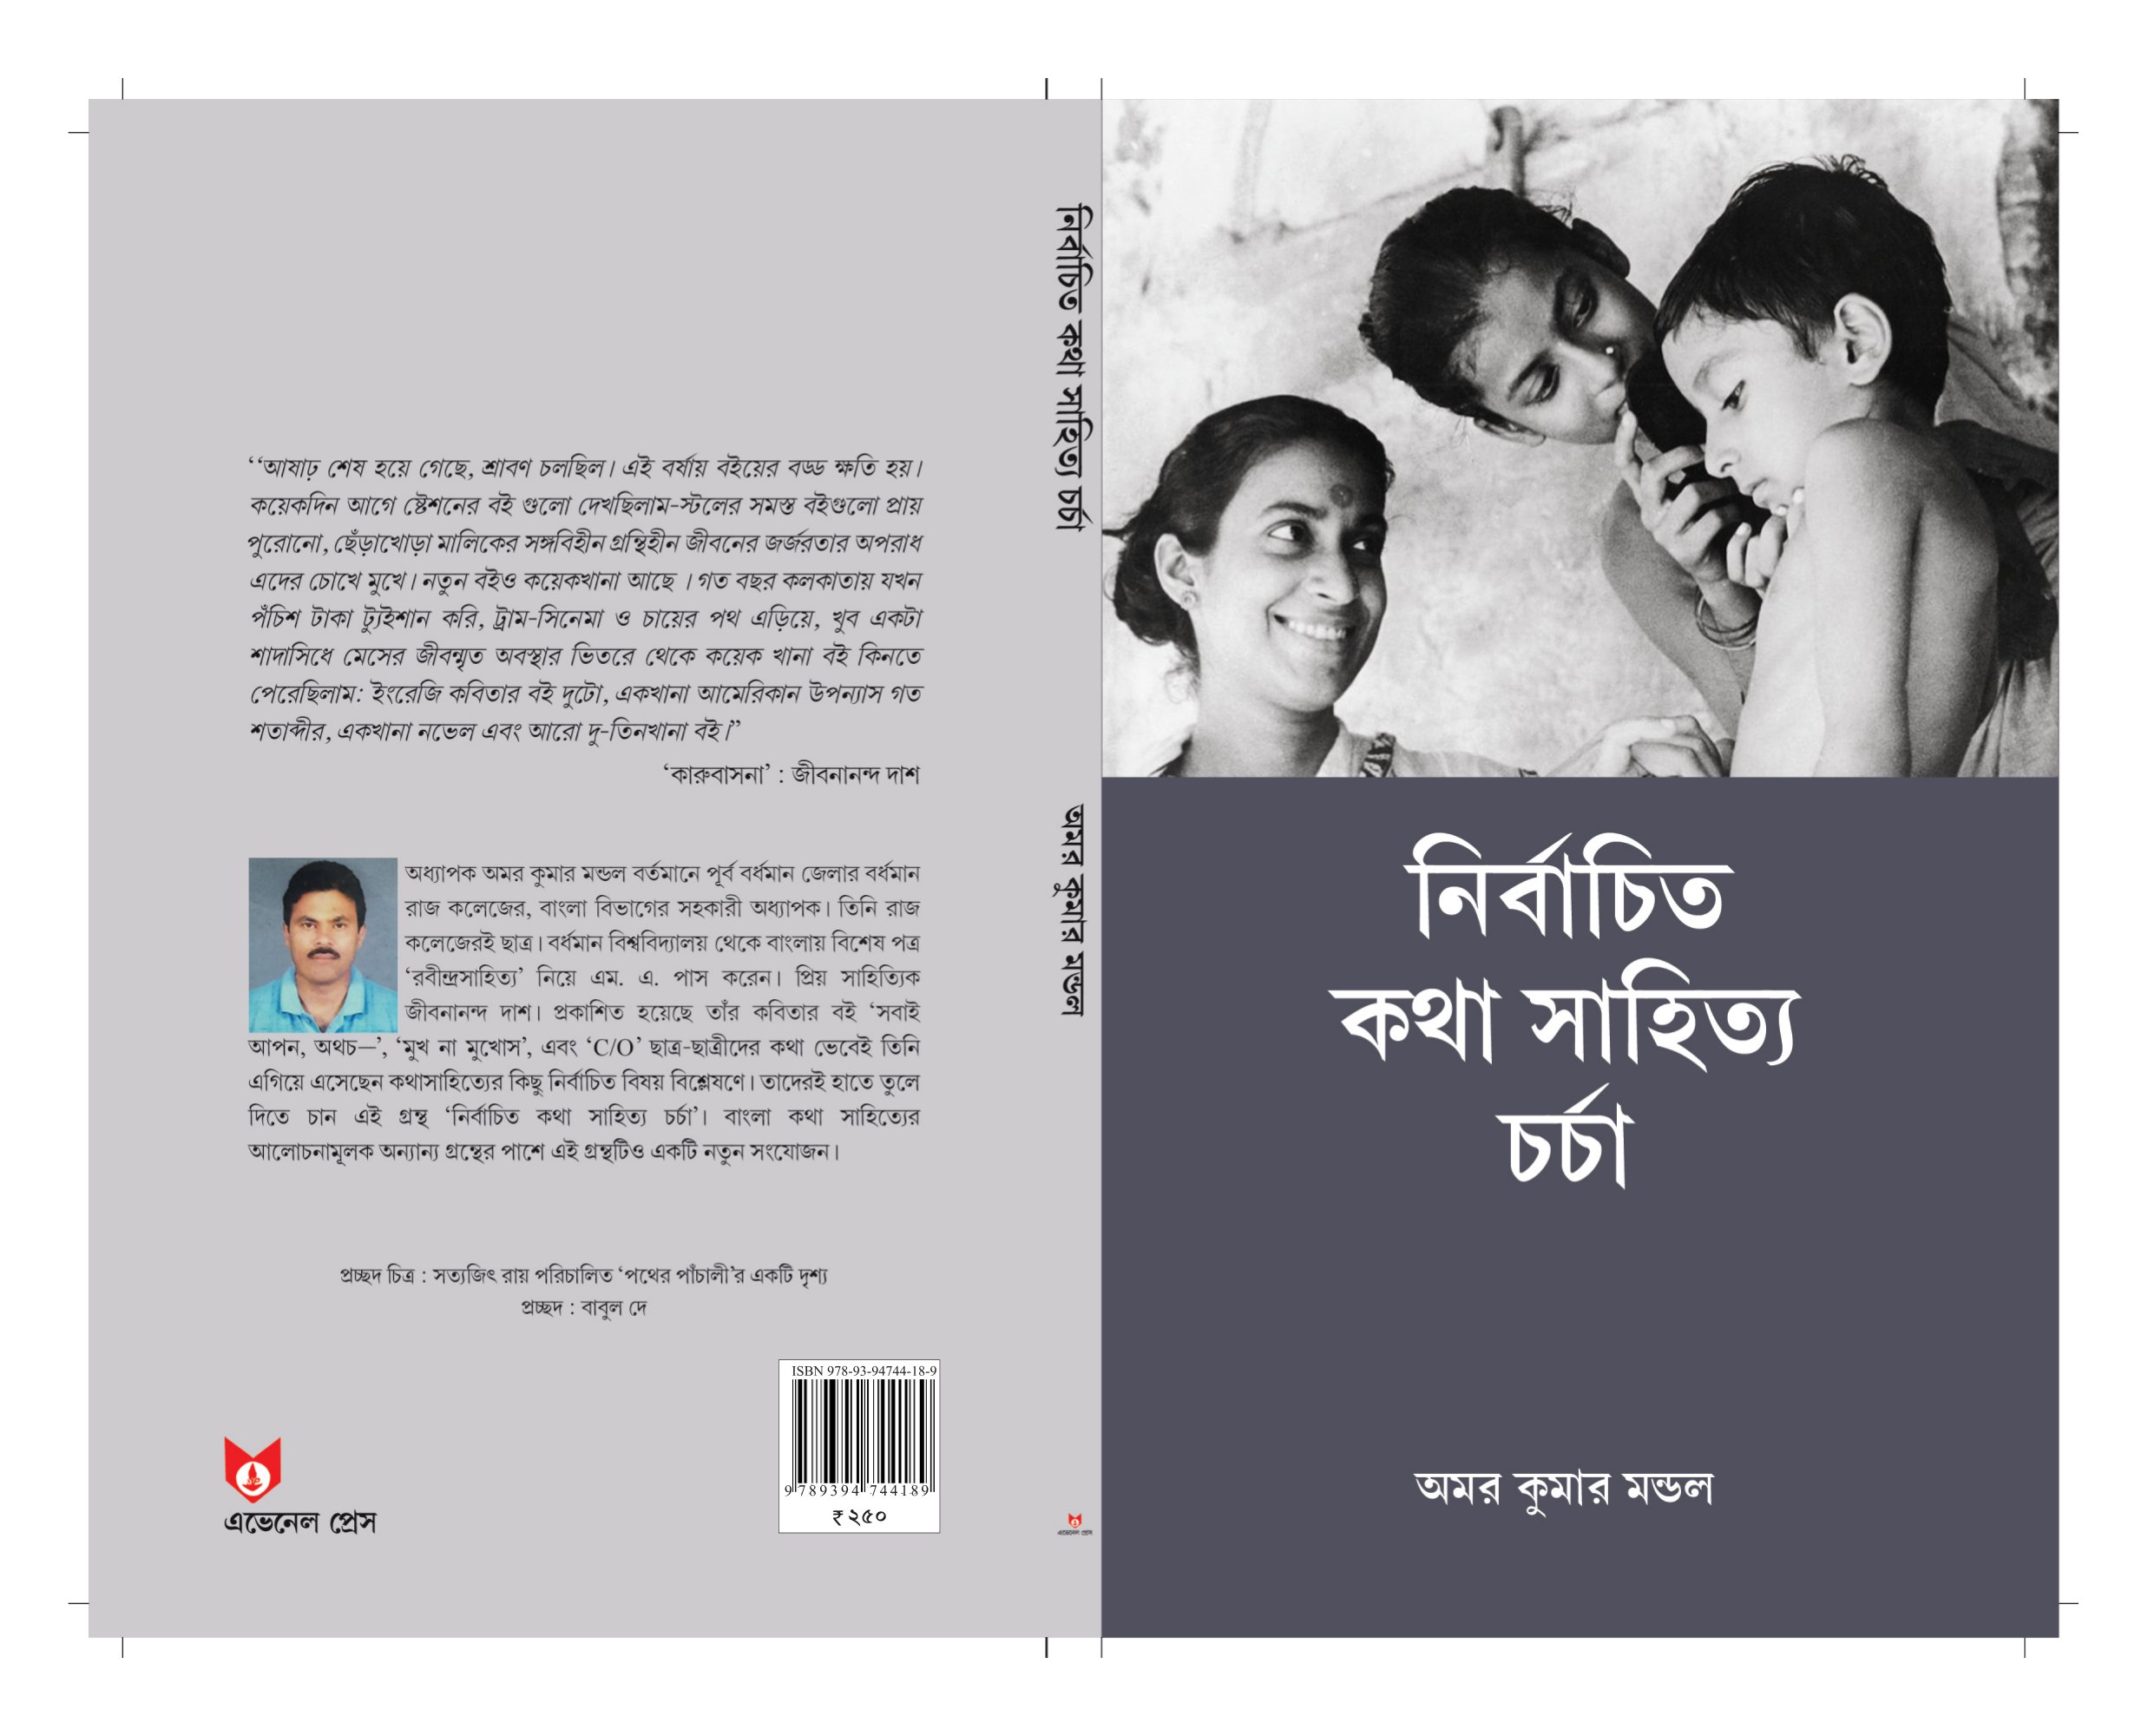 ‘‘আষাঢ় শেষ হয়ে গেছে, শ্রাবণ চলছিল। এই বর্ষায় বইয়ের বড্ড ক্ষতি হয়।
কয়েকদিন আগে ষ্টেশনের বই গুলো দেখছিলাম-স্টলের সমস্ত বইগুলো প্রায়
পুরোনো, ছেঁড়াখোড়া মালিকের সঙ্গবিহীন গ্রন্থিহীন জীবনের জর্জরতার অপরাধ
এদের চোখে মুখে। নতুন বইও কয়েকখানা আছে । গত বছর কলকাতায় যখন
পঁচিশ টাকা ট্যুইশান করি, ট্রাম-সিনেমা ও চায়ের পথ এড়িয়ে, খুব একটা
শাদাসিধে মেসের জীবন্মৃত অবস্থার ভিতরে থেকে কয়েক খানা বই কিনতে
পেরেছিলাম: ইংরেজি কবিতার বই দুটো, একখানা আমেরিকান উপন্যাস গত
শতাব্দীর, একখানা নভেল এবং আরো দু-তিনখানা বই।”
‘কারুবাসনা’ : জীবনানন্দ দাশ
অধ্যাপক অমর কুমার মন্ডল বর্তমানে পূর্ব বর্ধমান জেলার বর্ধমান
রাজ কলেজের, বাংলা বিভাগের সহকারী অধ্যাপক। তিনি রাজ
কলেজেরই ছাত্র। বর্ধমান বিশ্ববিদ্যালয় থেকে বাংলায় বিশেষ পত্র
‘রবীন্দ্রসাহিত্য’ নিয়ে এম. এ. পাস করেন। প্রিয় সাহিত্যিক
জীবনানন্দ দাশ। প্রকাশিত হয়েছে তাঁর কবিতার বই ‘সবাই
আপন, অথচ—’, ‘মুখ না মুখোস’, এবং ‘C/O’ ছাত্র-ছাত্রীদের কথা ভেবেই তিনি
এগিয়ে এসেছেন কথাসাহিত্যের কিছু নির্বাচিত বিষয় বিশ্লেষণে। তাদেরই হাতে তুলে
দিতে চান এই গ্রন্থ ‘নির্বাচিত কথা সাহিত্য চর্চা’। বাংলা কথা সাহিত্যের
আলোচনামূলক অন্যান্য গ্রন্থের পাশে এই গ্রন্থটিও একটি নতুন সংযোজন।
প্রচ্ছদ চিত্র : সত্যজিৎ রায় পরিচালিত ‘পথের পাঁচালী’র একটি দৃশ্য
প্রচ্ছদ : বাবুল দে
ISBN 978-93-94744-18-9
9 789394 744189
₹ ২৫০
এভেনেল প্রেস
নির্বাচিত কথা সাহিত্য চর্চা
অমর কুমার মন্ডল
এভেনেল প্রেস
নির্বাচিত
কথা সাহিত্য
চর্চা
অমর কুমার মন্ডল